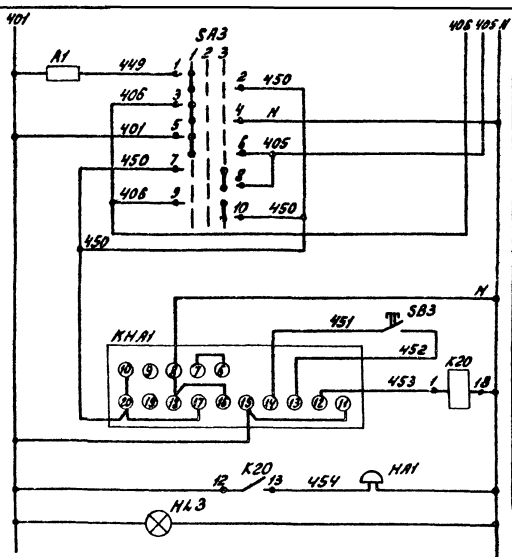 401 406 405 N
SA3
A1 449 1 1 2 3 2 450
406 3 4 N
401 5 6 405
450 7 8
408 9 10 450
450
N
451 SB3
KHA1
452
10 9 8 7 6
453 1 K20 18
20 19 18 17 16 15 14 13 12 11
12 K20 13 454 HA1
HL3